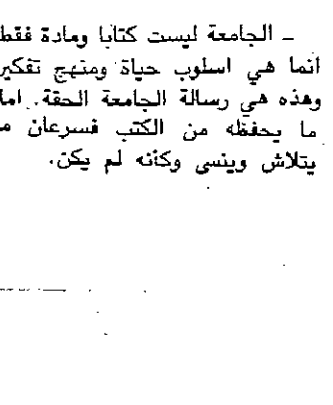 - الجامعة ليست كتابا ومادة فقط
انما هي اسلوب حياة ومنهج تفكير
وهذه هي رسالة الجامعة الحقة. اما
ما يحفظه من الكتب فسرعان م
يتلاش وينسى وكأنه لم يكن.